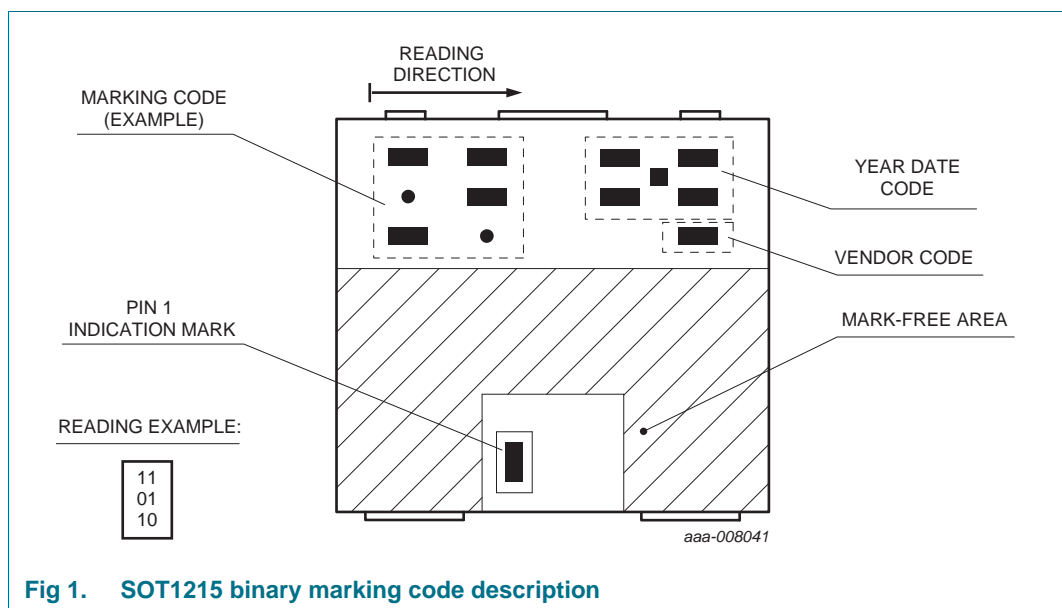 READING
DIRECTION
MARKING CODE
(EXAMPLE)
YEAR DATE
CODE
VENDOR CODE
PIN 1
INDICATION MARK
MARK-FREE AREA
READING EXAMPLE:
11
01
10
aaa-008041
Fig 1. SOT1215 binary marking code description